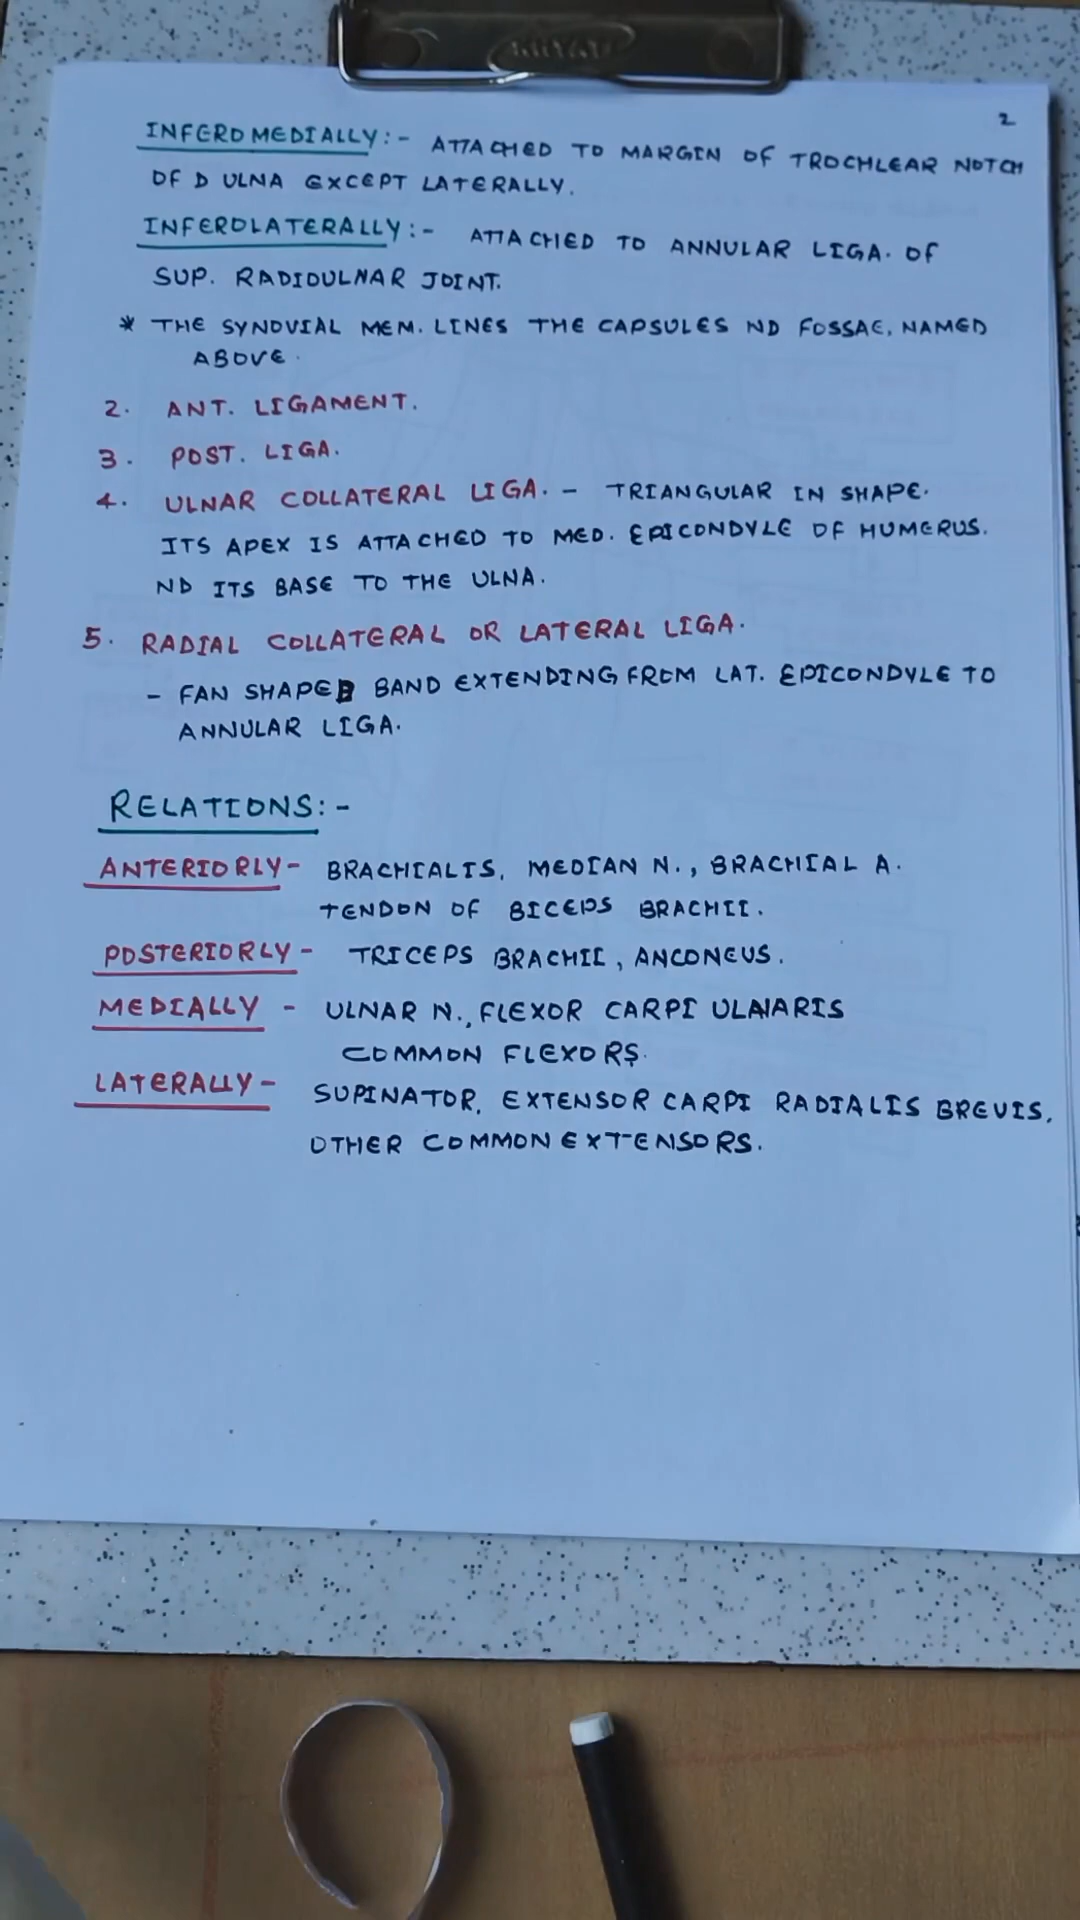 2
INFEROMEDIALLY:- ATTACHED TO MARGIN OF TROCHLEAR NOTCH
OF D ULNA EXCEPT LATERALLY.
INFEROLATERALLY:- ATTACHED TO ANNULAR LIGA. OF
SUP. RADIOULNAR JOINT.
* THE SYNOVIAL MEM. LINES THE CAPSULES ND FOSSAE, NAMED
ABOVE.
2. ANT. LIGAMENT.
3. POST. LIGA.
4. ULNAR COLLATERAL LIGA. - TRIANGULAR IN SHAPE.
ITS APEX IS ATTACHED TO MED. EPICONDYLE OF HUMERUS.
ND ITS BASE TO THE ULNA.
5. RADIAL COLLATERAL OR LATERAL LIGA.
- FAN SHAPED BAND EXTENDING FROM LAT. EPICONDYLE TO
ANNULAR LIGA.
RELATIONS:-
ANTERIORLY- BRACHIALIS, MEDIAN N., BRACHIAL A.
TENDON OF BICEPS BRACHII.
POSTERIORLY- TRICEPS BRACHII, ANCONEUS.
MEDIALLY - ULNAR N., FLEXOR CARPI ULNARIS
COMMON FLEXORS.
LATERALLY- SUPINATOR, EXTENSOR CARPI RADIALIS BREVIS,
OTHER COMMON EXTENSORS.